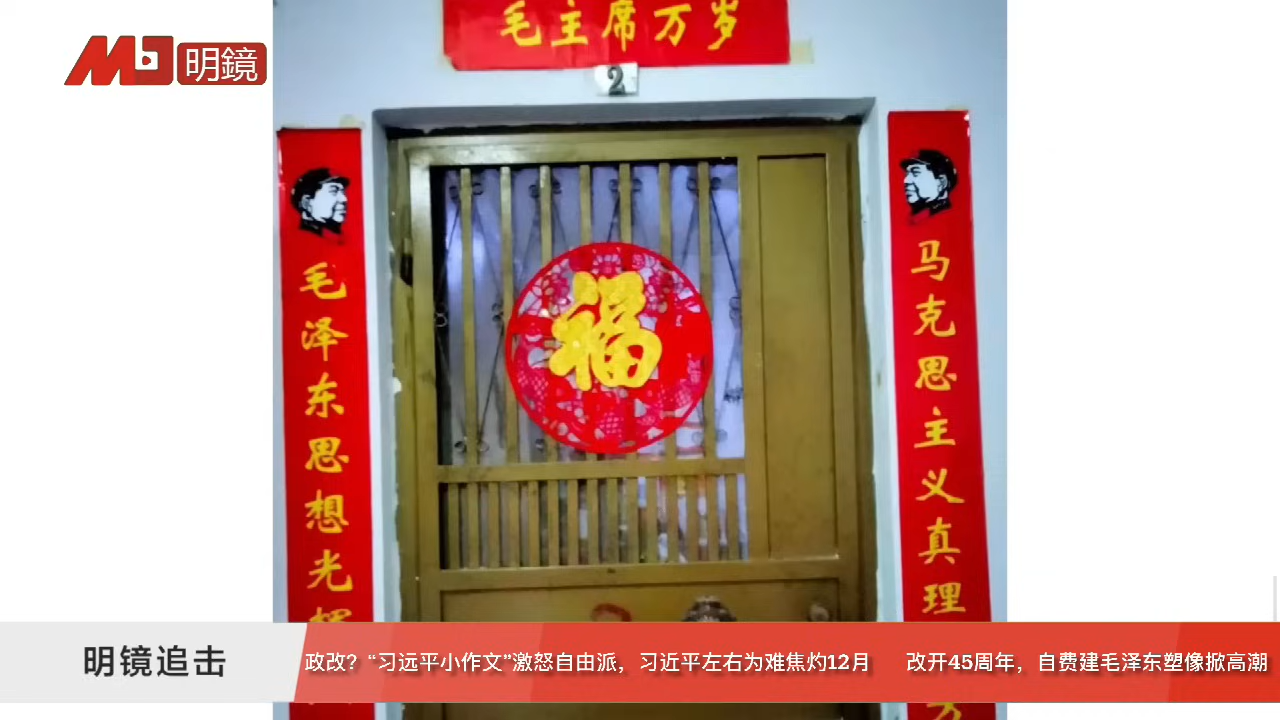 毛主席万岁
明鏡
2
马克思主义真理
毛泽东思想光
福
明镜追击
政改？“习远平小作文”激怒自由派，习近平左右为难焦灼12月
改开45周年，自费建毛泽东塑像掀高潮